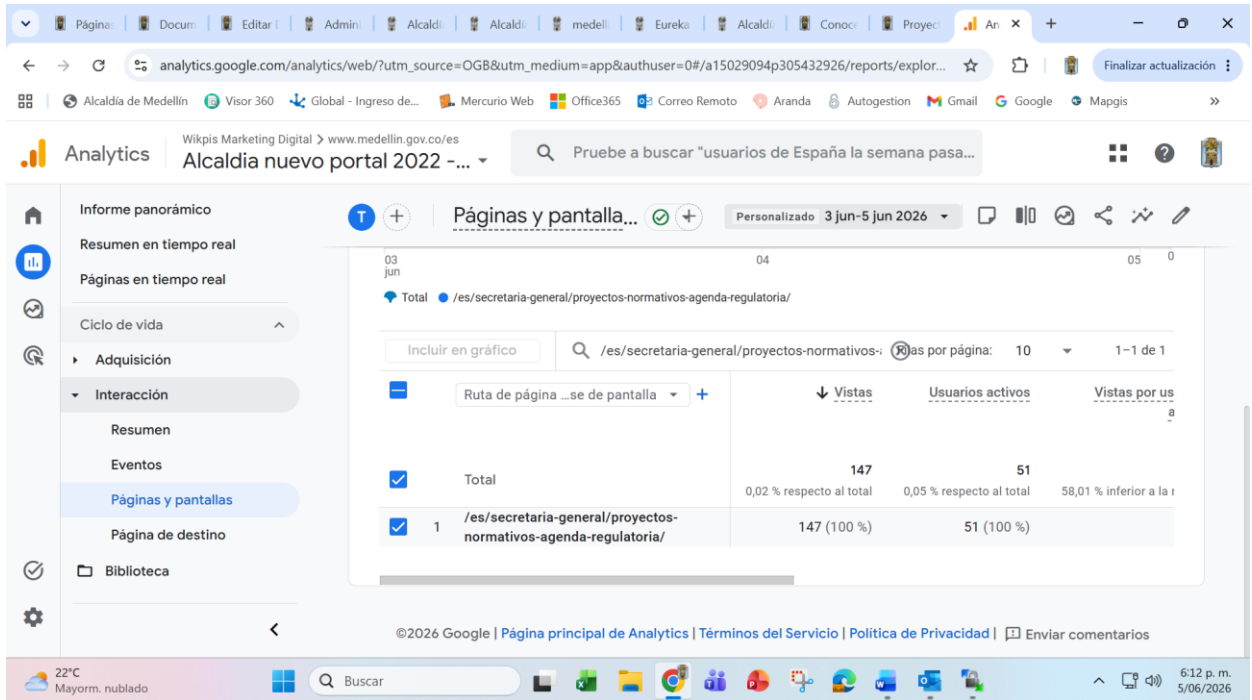 Páginas
Docum
Editar
Admini
Alcaldí
Alcaldí
medell
Eureka
Alcaldí
Conoce
Proyec
An
analytics.google.com/analytics/web/?utm_source=OGB&utm_medium=app&authuser=0#/a15029094p305432926/reports/explor...
Finalizar actualización
Alcaldía de Medellín
Visor 360
Global - Ingreso de...
Mercurio Web
Office365
Correo Remoto
Aranda
Autogestion
Gmail
Google
Mapgis
»
Analytics
Wikpis Marketing Digital > www.medellin.gov.co/es
Alcaldia nuevo portal 2022 -...
Pruebe a buscar "usuarios de España la semana pasa...
Informe panorámico
Resumen en tiempo real
Páginas en tiempo real
Ciclo de vida
Adquisición
Interacción
Resumen
Eventos
Páginas y pantallas
Página de destino
Biblioteca
T
Páginas y pantalla...
Personalizado 3 jun-5 jun 2026
03
jun
04
05
0
Total
/es/secretaria-general/proyectos-normativos-agenda-regulatoria/
Incluir en gráfico
/es/secretaria-general/proyectos-normativos-
as por página: 10
1-1 de 1
Ruta de página ...se de pantalla
Vistas
Usuarios activos
Vistas por us
a
Total
147
0,02 % respecto al total
51
0,05 % respecto al total
58,01 % inferior a la
1
/es/secretaria-general/proyectos-
normativos-agenda-regulatoria/
147 (100 %)
51 (100 %)
©2026 Google | Página principal de Analytics | Términos del Servicio | Política de Privacidad | Enviar comentarios
22°C
Mayorm. nublado
Buscar
6:12 p. m.
5/06/2026